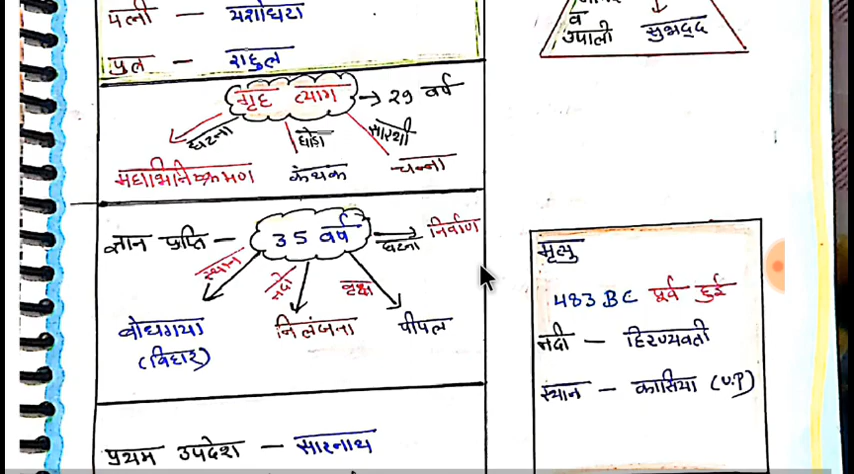 पत्नी — यशोधरा
पुत्र — राहुल
गृह त्याग → 29 वर्ष
घटना घोड़ा सारथी
महाभिनिष्क्रमण कंथक चन्ना
ज्ञान प्राप्ति — 35 वर्ष → निर्वाण
घटना
स्थान नदी वृक्ष
बोधगया निलंजना पीपल
(बिहार)
प्रथम उपदेश — सारनाथ
व
उपाली सुभद्द
मृत्यु
483 BC पूर्व हुई
नदी — हिरण्यवती
स्थान — कासिया (U.P)